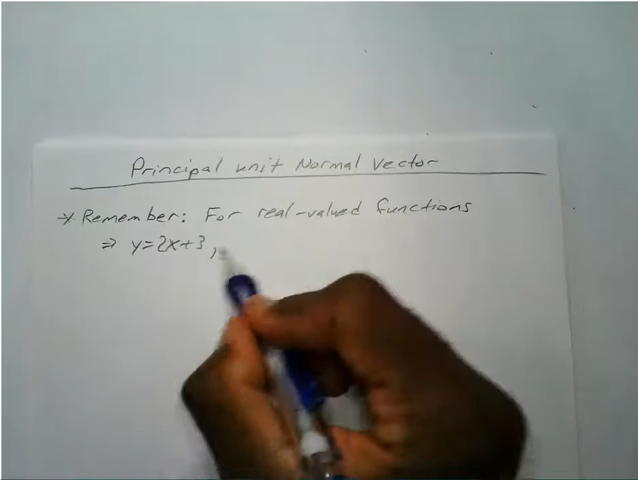 Principal unit Normal Vector
→ Remember: For real-valued functions
⇒ y=2x+3,